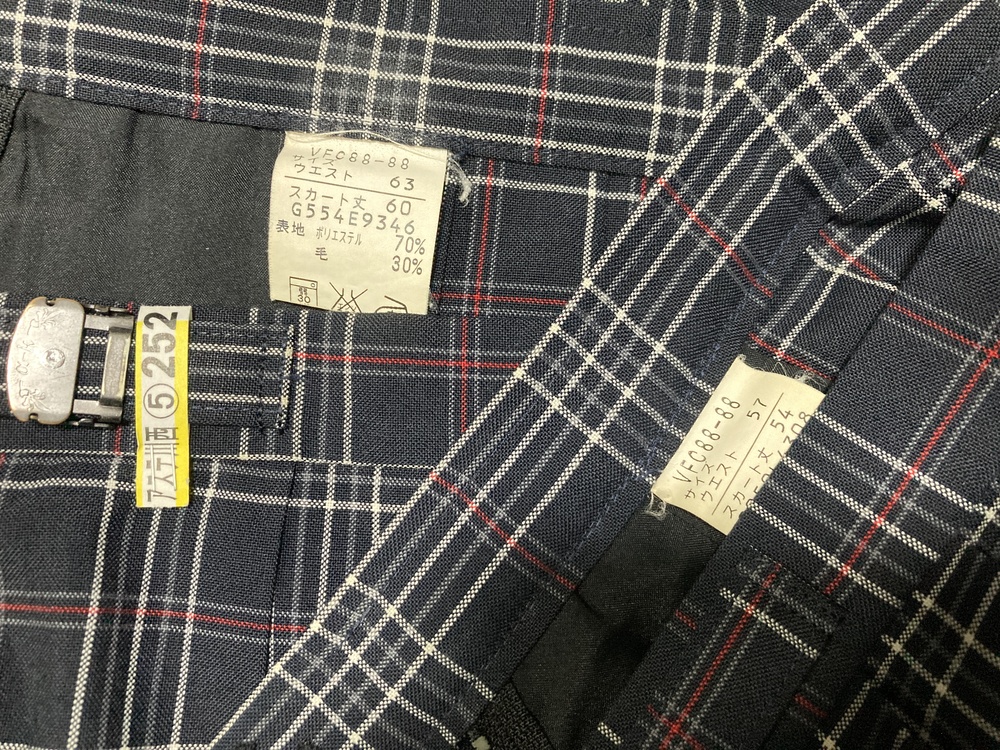 VFC88-88
サイズ
ウエスト 63
スカート丈 60
G554E9346
表地 ポリエステル 70%
毛 30%
30
⑤252
VFC88-88
サイズ
ウエスト 57
スカート丈 54